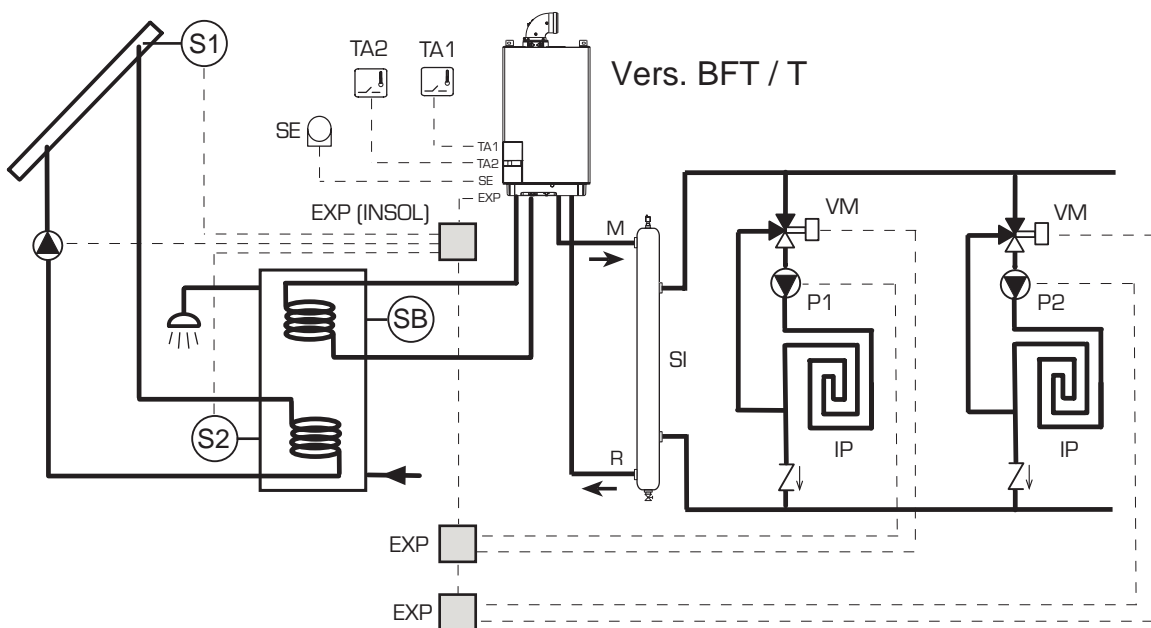 S1
TA2
TA1
Vers. BFT / T
SE
TA1
TA2
SE
EXP
EXP (INSOL)
M
VM
VM
P1
P2
SB
SI
S2
IP
IP
R
EXP
EXP